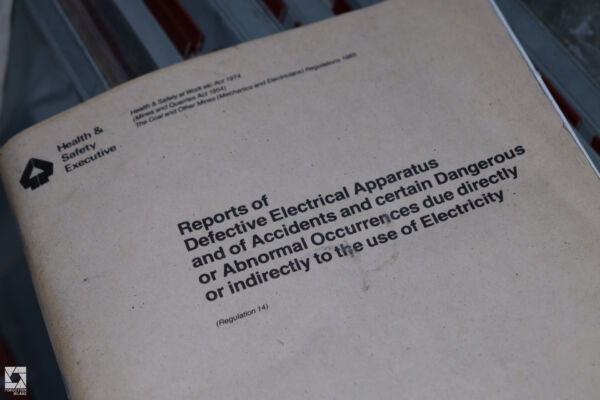 Health & Safety at Work etc Act 1974
(Mines and Quarries Act 1954)
The Coal and Other Mines (Mechanics and Electricians) Regulations 1965
Health &
Safety
Executive
Reports of
Defective Electrical Apparatus
and of Accidents and certain Dangerous
or Abnormal Occurrences due directly
or indirectly to the use of Electricity
(Regulation 14)
FORGOTTEN